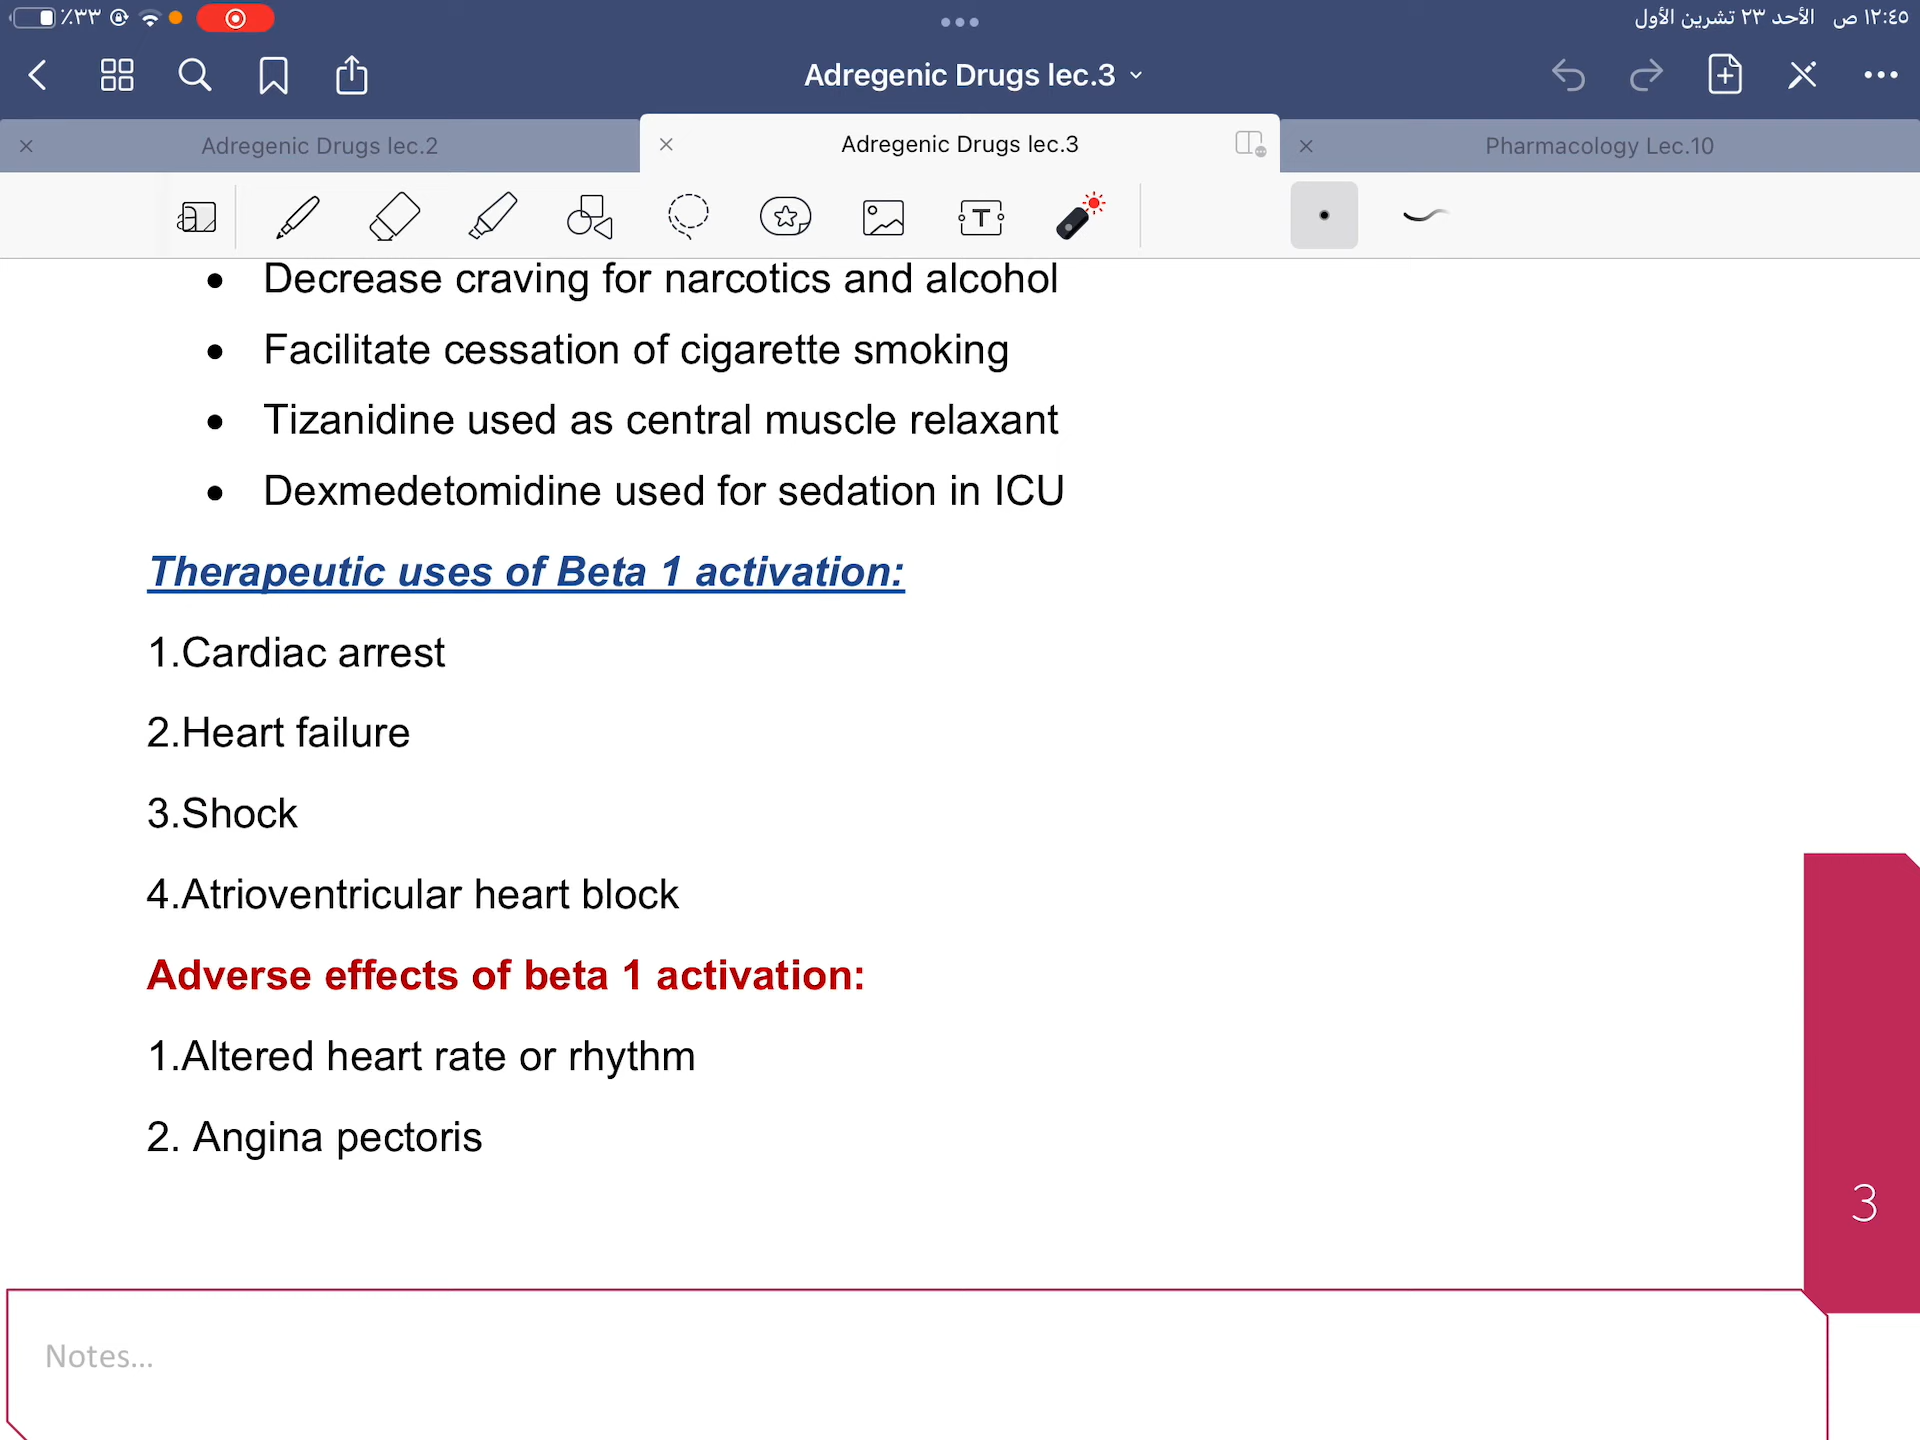 ٪٣٣
١٢:٤٥ ص الأحد ٢٣ تشرين الأول
Adregenic Drugs lec.3
Adregenic Drugs lec.2
Adregenic Drugs lec.3
Pharmacology Lec.10
• Decrease craving for narcotics and alcohol
• Facilitate cessation of cigarette smoking
• Tizanidine used as central muscle relaxant
• Dexmedetomidine used for sedation in ICU
Therapeutic uses of Beta 1 activation:
1.Cardiac arrest
2.Heart failure
3.Shock
4.Atrioventricular heart block
Adverse effects of beta 1 activation:
1.Altered heart rate or rhythm
2. Angina pectoris
3
Notes...